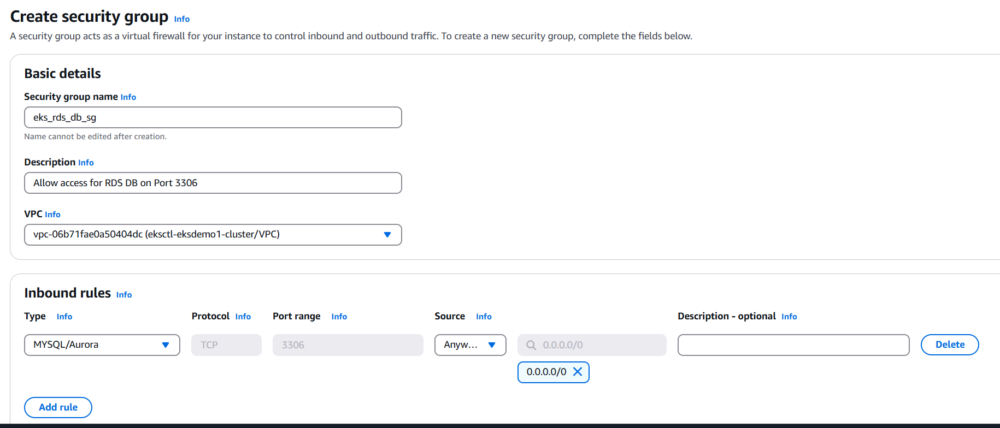 Create security group Info
A security group acts as a virtual firewall for your instance to control inbound and outbound traffic. To create a new security group, complete the fields below.
Basic details
Security group name Info
eks_rds_db_sg
Name cannot be edited after creation.
Description Info
Allow access for RDS DB on Port 3306
VPC Info
vpc-06b71fae0a50404dc (eksctl-eksdemo1-cluster/VPC)
Inbound rules Info
Type Info Protocol Info Port range Info Source Info Description - optional Info
MYSQL/Aurora TCP 3306 Anyw... 0.0.0.0/0 Delete
0.0.0.0/0
Add rule